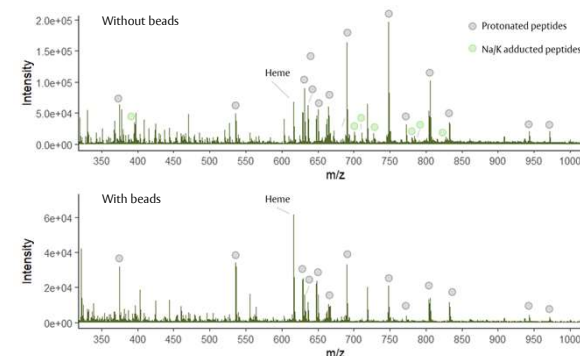 Without beads
Protonated peptides
Na/K adducted peptides
Heme
Intensity
2.0e+05
1.5e+05
1.0e+05
5.0e+04
0.0e+00
350 400 450 500 550 600 650 700 750 800 850 900 950 1000
m/z
With beads
Heme
Intensity
6e+04
4e+04
2e+04
0e+00
350 400 450 500 550 600 650 700 750 800 850 900 950 1000
m/z